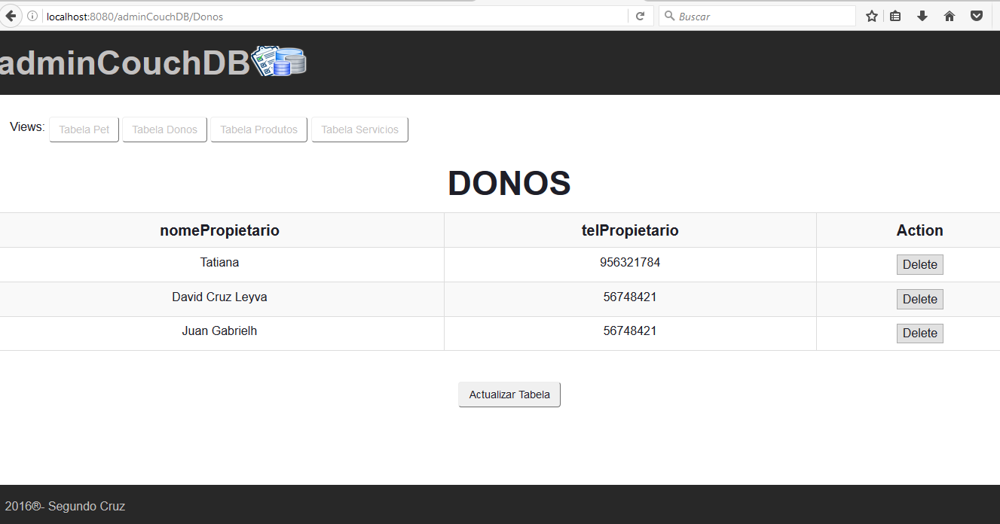 localhost:8080/adminCouchDB/Donos
Buscar
adminCouchDB
Views: Tabela Pet Tabela Donos Tabela Produtos Tabela Servicios
DONOS
nomePropietario telPropietario Action
Tatiana 956321784 Delete
David Cruz Leyva 56748421 Delete
Juan Gabrielh 56748421 Delete
Actualizar Tabela
2016®- Segundo Cruz